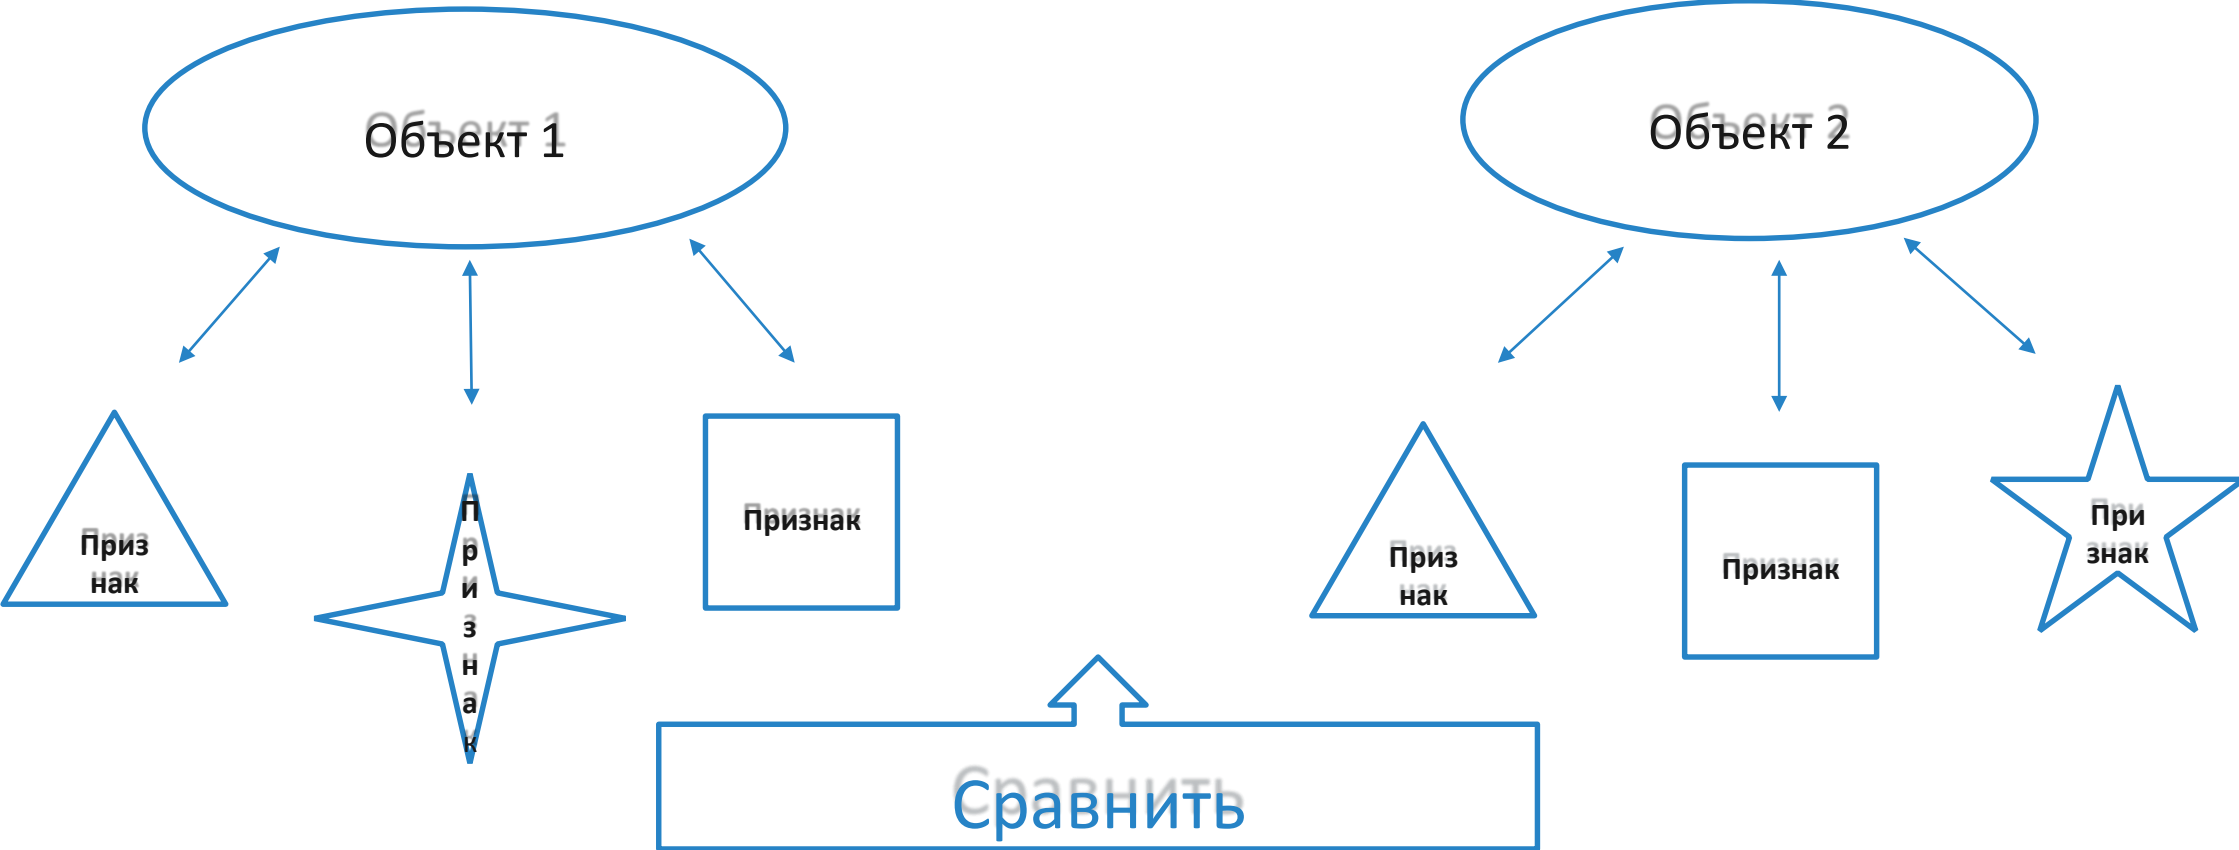 Объект 1
Объект 2
Приз
нак
П
р
и
з
н
а
к
Признак
Приз
нак
Признак
При
знак
Сравнить